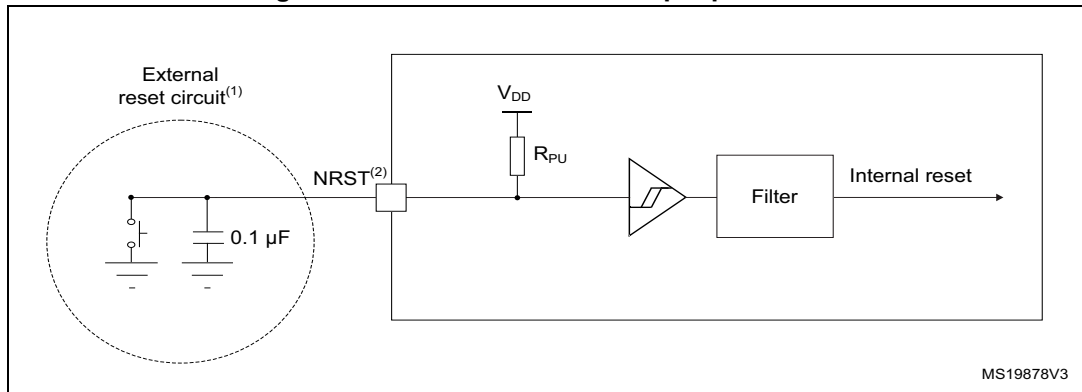 External
reset circuit(1)
VDD
RPU
NRST(2)
0.1 µF
Filter
Internal reset
MS19878V3